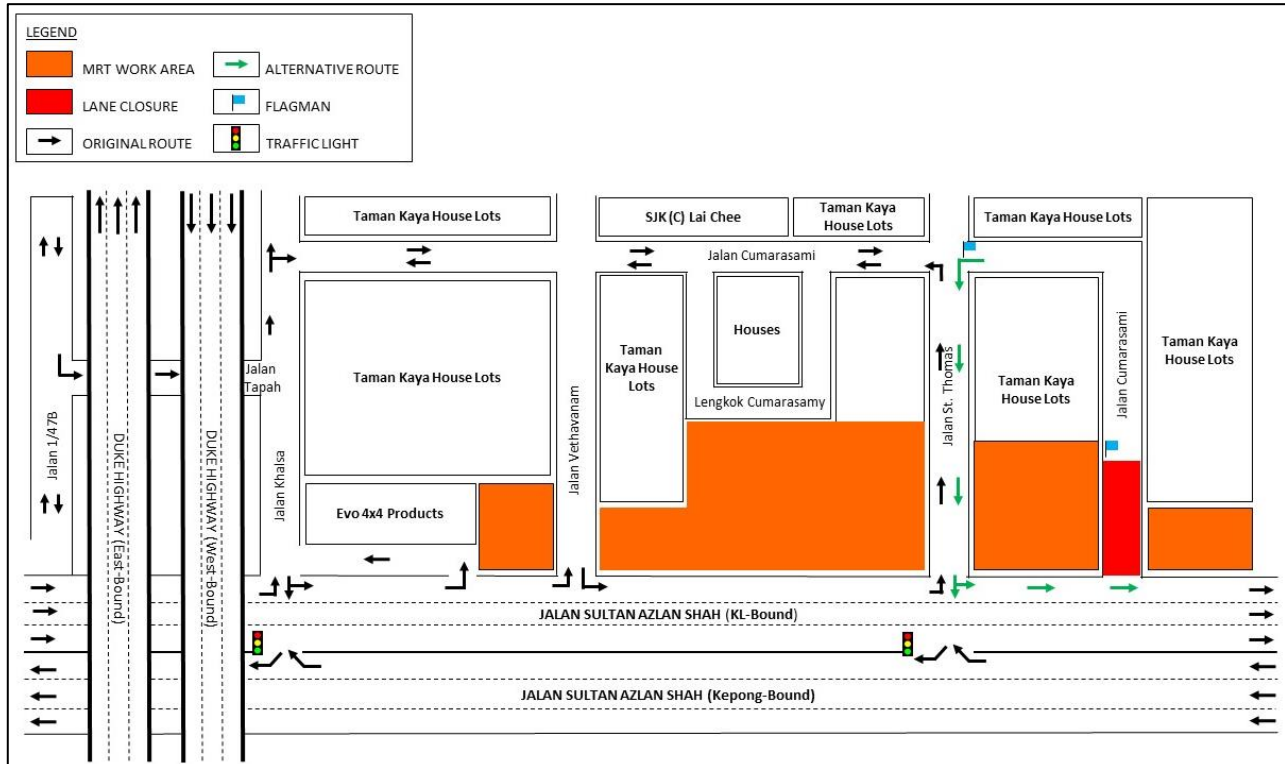 LEGEND
MRT WORK AREA
ALTERNATIVE ROUTE
LANE CLOSURE
FLAGMAN
ORIGINAL ROUTE
TRAFFIC LIGHT
Taman Kaya House Lots
SJK (C) Lai Chee
Taman Kaya
House Lots
Taman Kaya House Lots
Jalan Cumarasami
Houses
Taman
Kaya House
Lots
Lengkok Cumarasamy
Taman Kaya House Lots
Jalan
Tapah
Taman Kaya
House Lots
Taman Kaya
House Lots
Jalan Cumarasami
Jalan St. Thomas
Jalan 1/47B
DUKE HIGHWAY (East-Bound)
DUKE HIGHWAY (West-Bound)
Jalan Khalsa
Jalan Vethavanam
Evo 4x4 Products
JALAN SULTAN AZLAN SHAH (KL-Bound)
JALAN SULTAN AZLAN SHAH (Kepong-Bound)